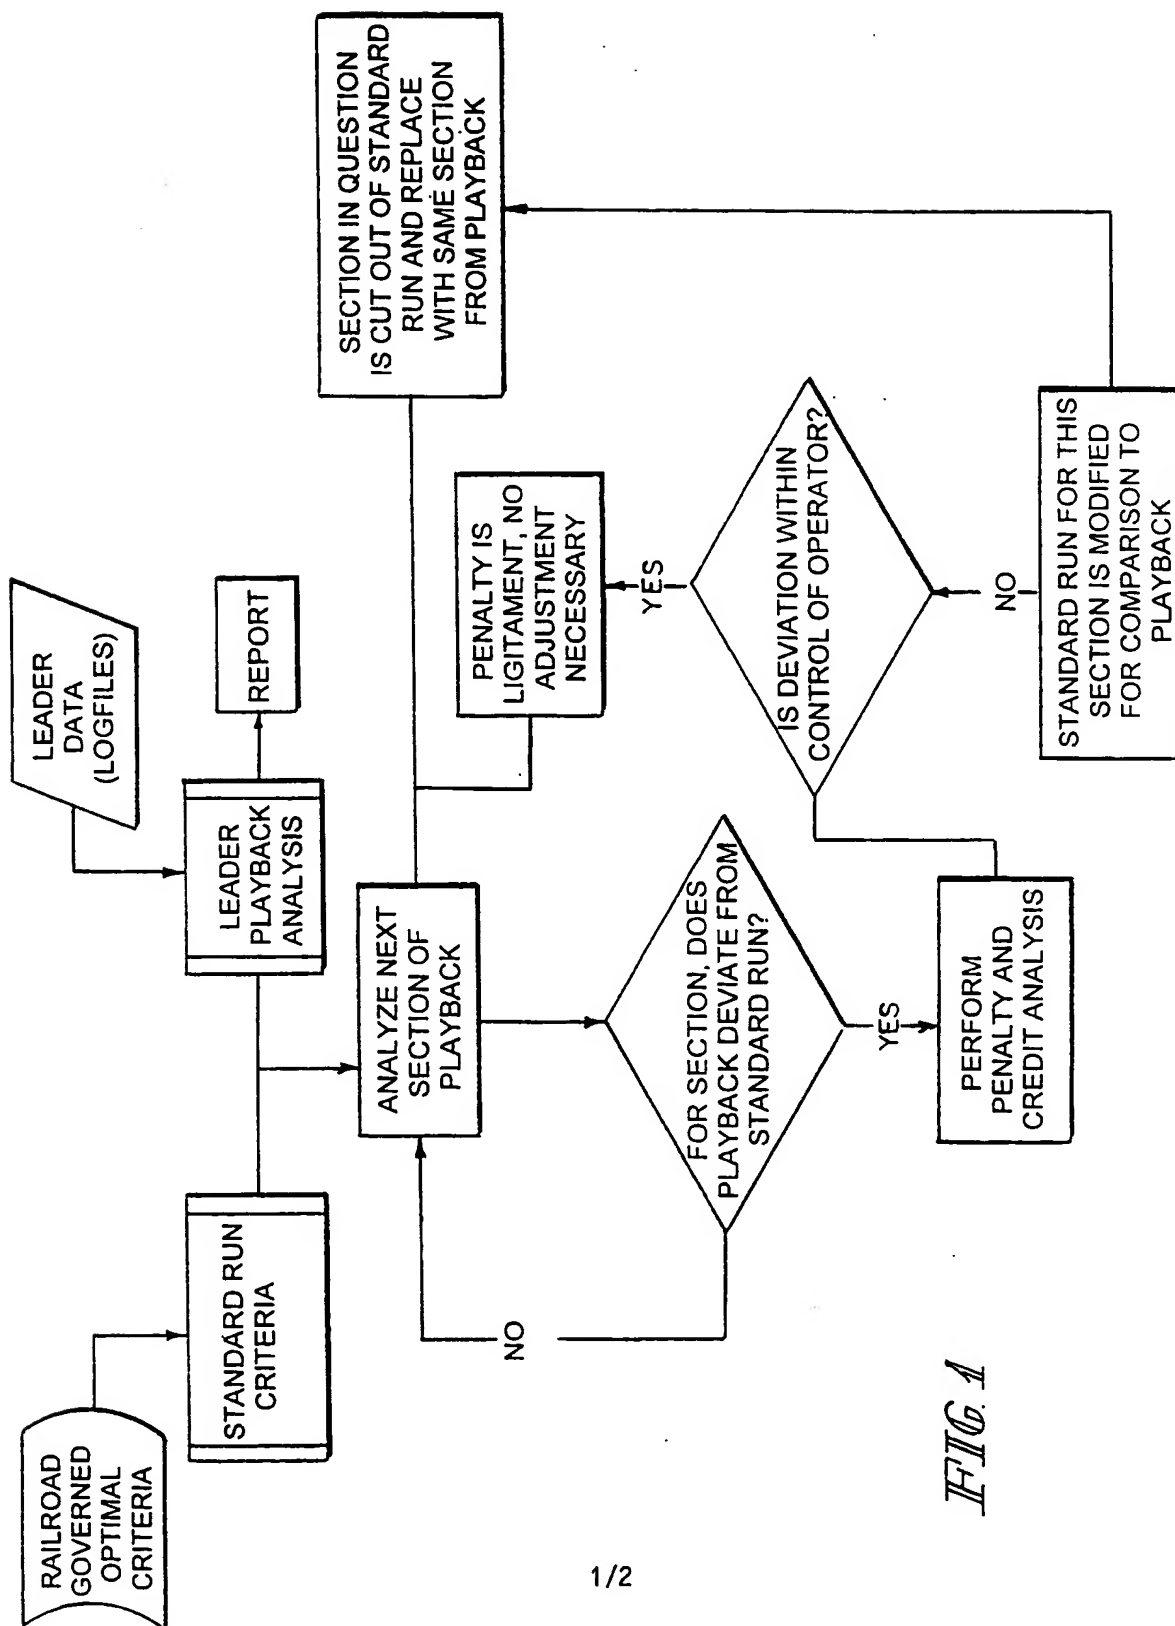 RAILROAD
GOVERNED
OPTIMAL
CRITERIA
STANDARD RUN
CRITERIA
LEADER
DATA
(LOGFILES)
LEADER
PLAYBACK
ANALYSIS
REPORT
ANALYZE NEXT
SECTION OF
PLAYBACK
SECTION IN QUESTION
IS CUT OUT OF STANDARD
RUN AND REPLACE
WITH SAME SECTION
FROM PLAYBACK
PENALTY IS
LIGITAMENT, NO
ADJUSTMENT
NECESSARY
NO
FOR SECTION, DOES
PLAYBACK DEVIATE FROM
STANDARD RUN?
YES
YES
IS DEVIATION WITHIN
CONTROL OF OPERATOR?
PERFORM
PENALTY AND
CREDIT ANALYSIS
NO
STANDARD RUN FOR THIS
SECTION IS MODIFIED
FOR COMPARISON TO
PLAYBACK
FIG. 1
1/2